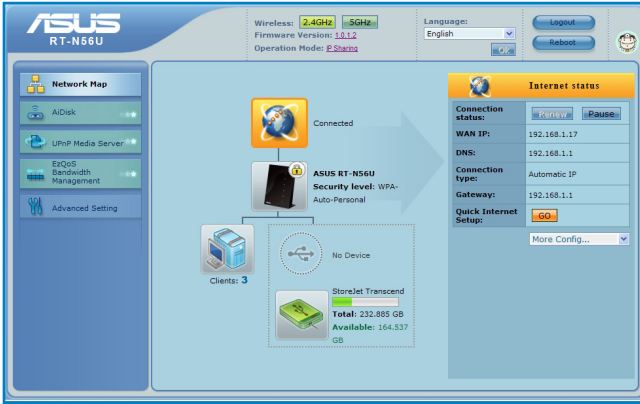 ASUS
RT-N56U
Wireless: 2.4GHz 5GHz
Firmware Version: 1.0.1.2
Operation Mode: IP Sharing
Language:
English
OK
Logout
Reboot
Network Map
AiDisk
UPnP Media Server
EzQoS
Bandwidth
Management
Advanced Setting
Connected
ASUS RT-N56U
Security level: WPA-
Auto-Personal
Clients: 3
No Device
StoreJet Transcend
Total: 232.885 GB
Available: 164.537
GB
Internet status
Connection
status:
Renew Pause
WAN IP: 192.168.1.17
DNS: 192.168.1.1
Connection
type:
Automatic IP
Gateway: 192.168.1.1
Quick Internet
Setup:
GO
More Config...